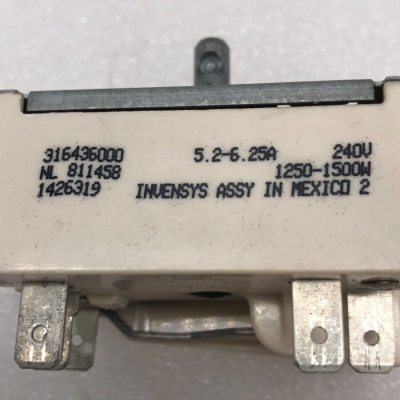 316436000 5.2-6.25A 240V
NL 811458 1250-1500W
1426319 INVENSYS ASSY IN MEXICO 2